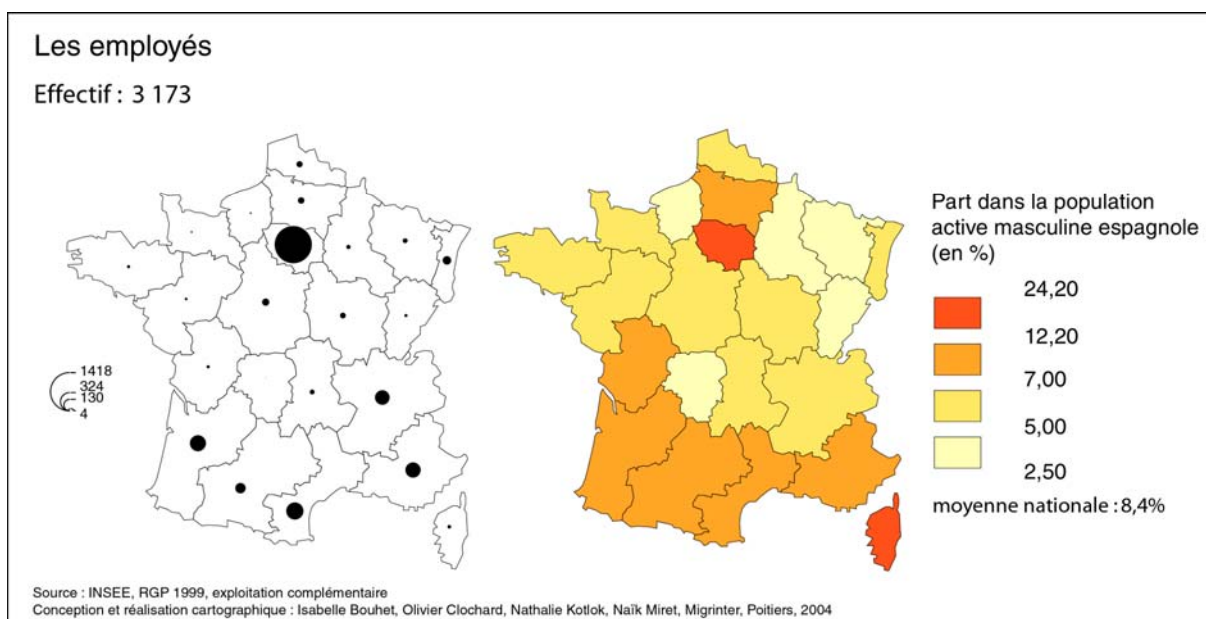 Les employés
Effectif : 3 173
1418
324
130
4
Part dans la population
active masculine espagnole
(en %)
24,20
12,20
7,00
5,00
2,50
moyenne nationale : 8,4%
Source : INSEE, RGP 1999, exploitation complémentaire
Conception et réalisation cartographique : Isabelle Bouhet, Olivier Clochard, Nathalie Kotlok, Naïk Miret, Migrinter, Poitiers, 2004